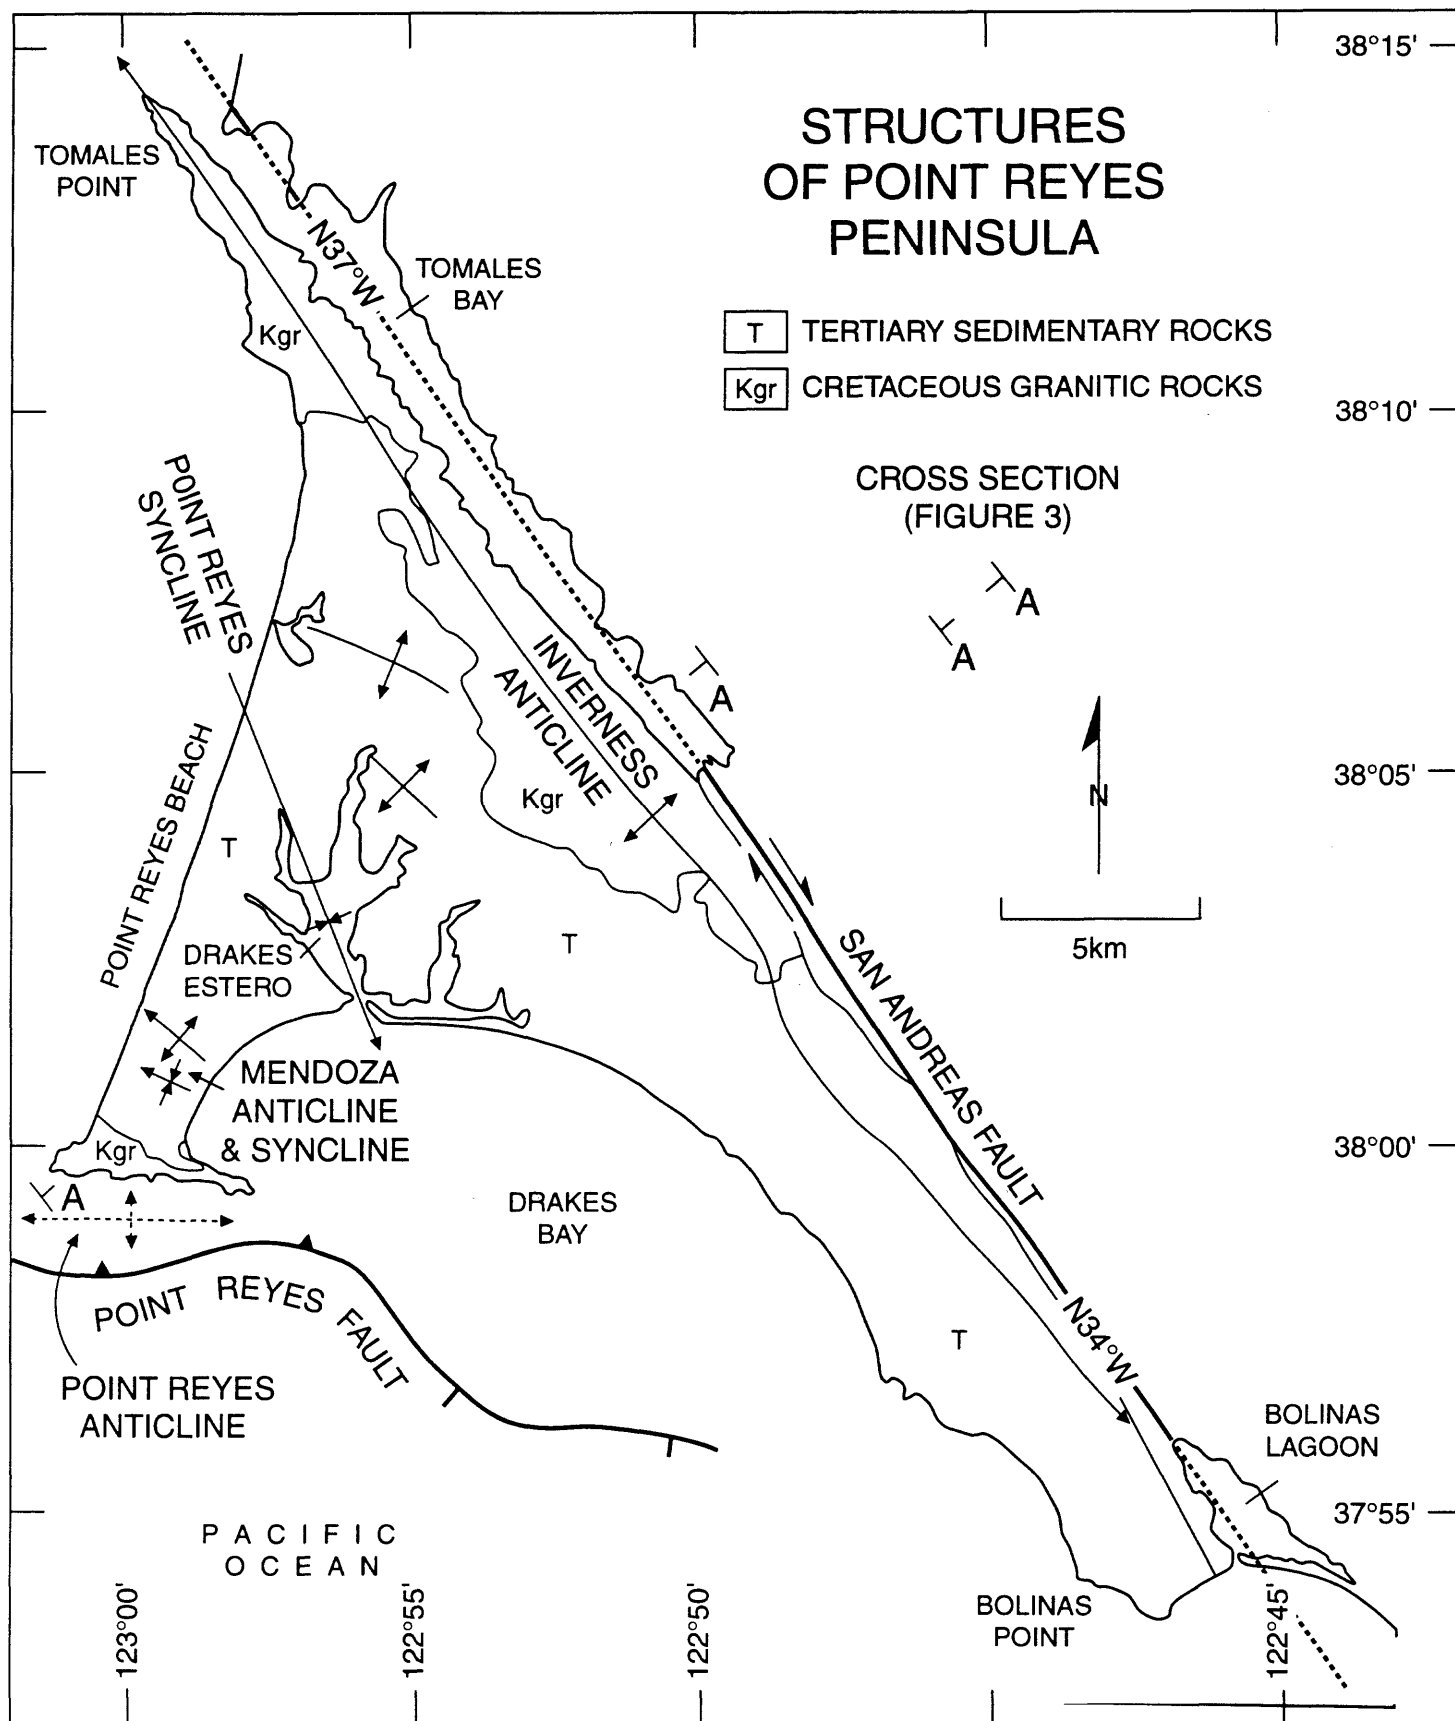 38°15'
STRUCTURES
OF POINT REYES
PENINSULA
TOMALES
POINT
N37°W
TOMALES
BAY
Kgr
T TERTIARY SEDIMENTARY ROCKS
Kgr CRETACEOUS GRANITIC ROCKS
38°10'
POINT REYES
SYNCLINE
CROSS SECTION
(FIGURE 3)
A
A
A
INVERNESS
ANTICLINE
38°05'
N
Kgr
POINT REYES BEACH
T
T
5km
DRAKES
ESTERO
SAN ANDREAS FAULT
MENDOZA
ANTICLINE
& SYNCLINE
38°00'
Kgr
A
DRAKES
BAY
POINT REYES FAULT
N34°W
T
POINT REYES
ANTICLINE
BOLINAS
LAGOON
37°55'
PACIFIC
OCEAN
BOLINAS
POINT
123°00'
122°55'
122°50'
122°45'